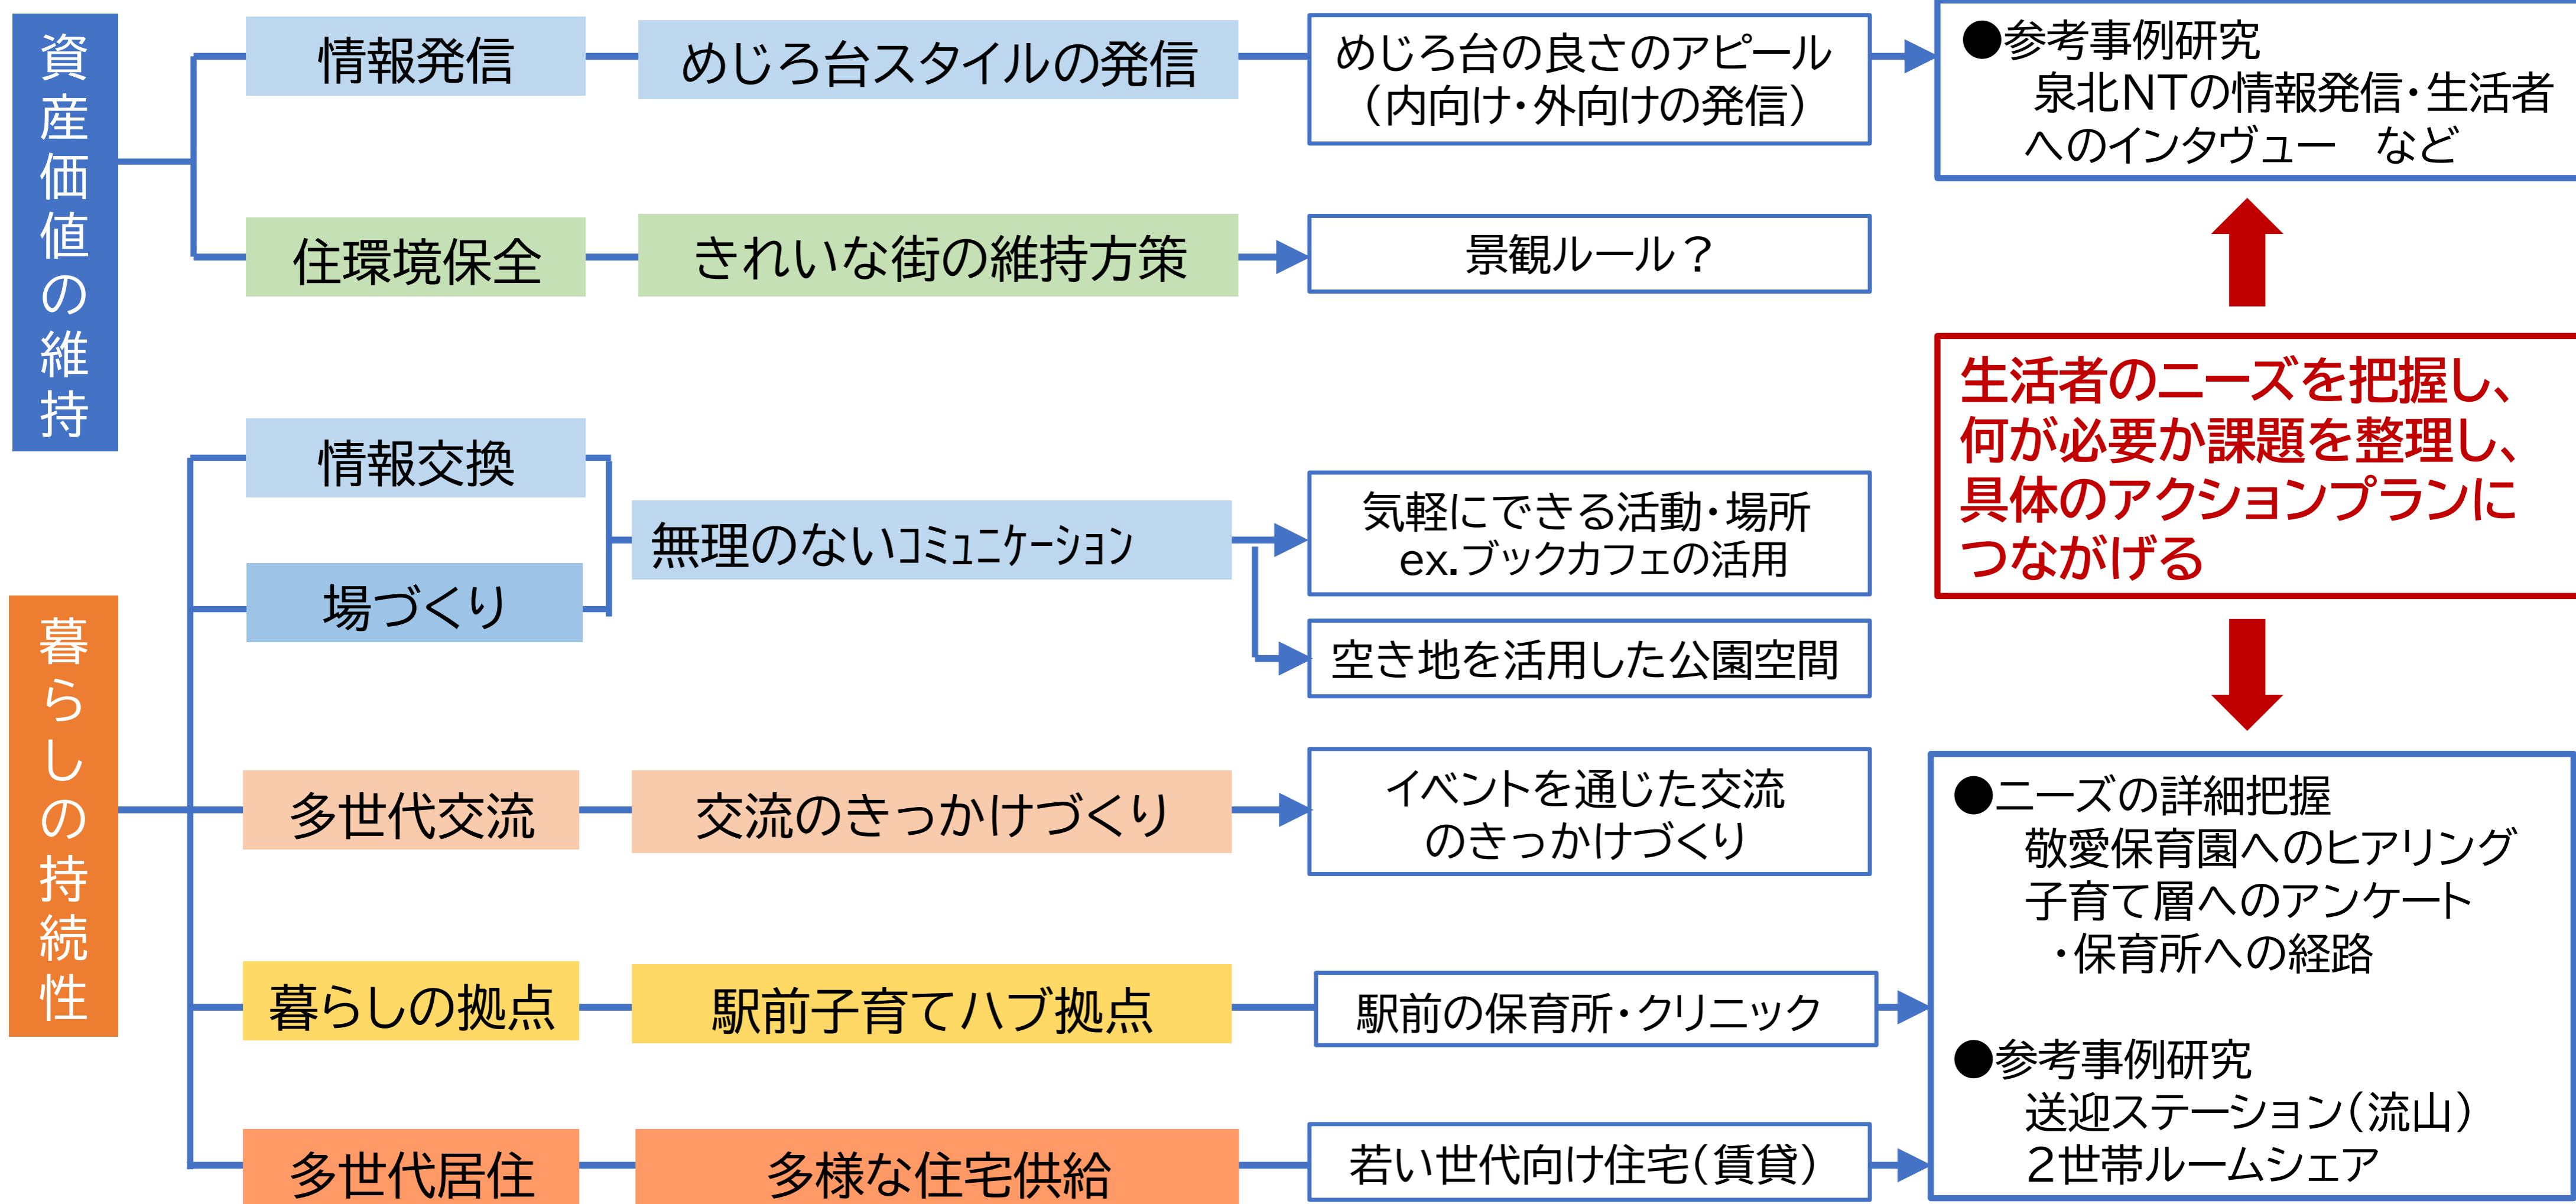 資産価値の維持
情報発信
めじろ台スタイルの発信
めじろ台の良さのアピール
（内向け・外向けの発信）
●参考事例研究
泉北NTの情報発信・生活者
へのインタヴュー　など
住環境保全
きれいな街の維持方策
景観ルール？
生活者のニーズを把握し、
何が必要か課題を整理し、
具体のアクションプランに
つながげる
暮らしの持続性
情報交換
場づくり
無理のないｺﾐｭﾆｹｰｼｮﾝ
気軽にできる活動・場所
ex.ブックカフェの活用
空き地を活用した公園空間
多世代交流
交流のきっかけづくり
イベントを通じた交流
のきっかけづくり
暮らしの拠点
駅前子育てハブ拠点
駅前の保育所・クリニック
多世代居住
多様な住宅供給
若い世代向け住宅（賃貸）
●ニーズの詳細把握
敬愛保育園へのヒアリング
子育て層へのアンケート
・保育所への経路
●参考事例研究
送迎ステーション（流山）
２世帯ルームシェア